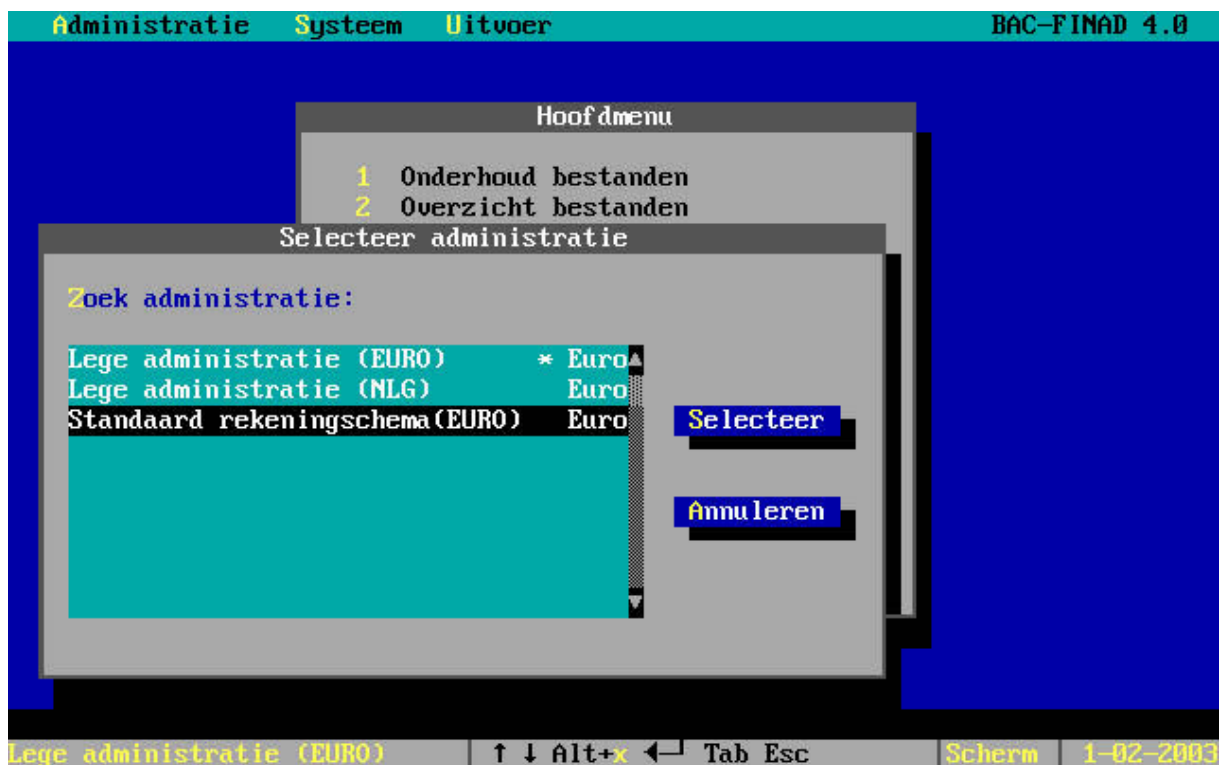 Administratie Systeem Uitvoer BAC-FINAD 4.0
Hoofdmenu
1 Onderhoud bestanden
2 Overzicht bestanden
Selecteer administratie
Zoek administratie:
Lege administratie (EURO) * Euro
Lege administratie (NLG) Euro
Standaard rekeningschema(EURO) Euro
Selecteer
Annuleren
Lege administratie (EURO) ↑ ↓ Alt+x ←┘ Tab Esc Scherm 1-02-2003